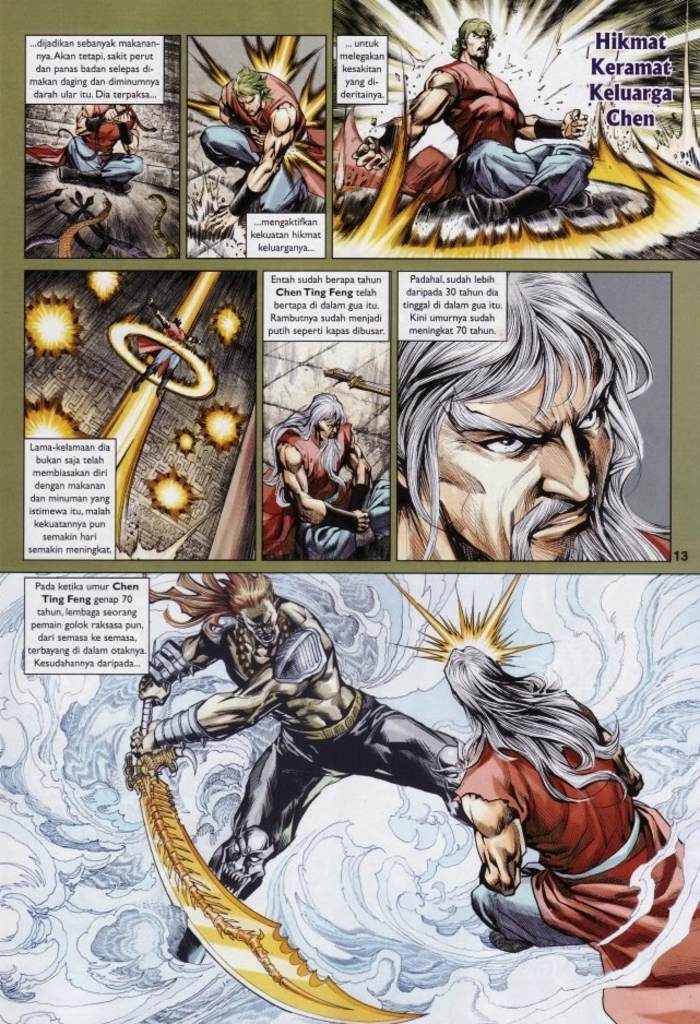 ...dijadikan sebanyak makanan-
nya. Akan tetapi, sakit perut
dan panas badan selepas di-
makan daging dan diminumnya
darah ular itu. Dia terpaksa...
...mengaktifkan
kekuatan hikmat
keluarganya...
... untuk
melegakan
kesakitan
yang di-
deritainya.
Hikmat
Keramat
Keluarga
Chen
Lama-kelamaan dia
bukan saja telah
membiasakan diri
dengan makanan
dan minuman yang
istimewa itu, malah
kekuatannya pun
semakin hari
semakin meningkat.
Entah sudah berapa tahun
Chen Ting Feng telah
bertapa di dalam gua itu.
Rambutnya sudah menjadi
putih seperti kapas dibusar.
Padahal, sudah lebih
daripada 30 tahun dia
tinggal di dalam gua itu.
Kini umurnya sudah
meningkat 70 tahun.
13
Pada ketika umur Chen
Ting Feng genap 70
tahun, lembaga seorang
pemain golok raksasa pun,
dari semasa ke semasa,
terbayang di dalam otaknya.
Kesudahannya daripada...